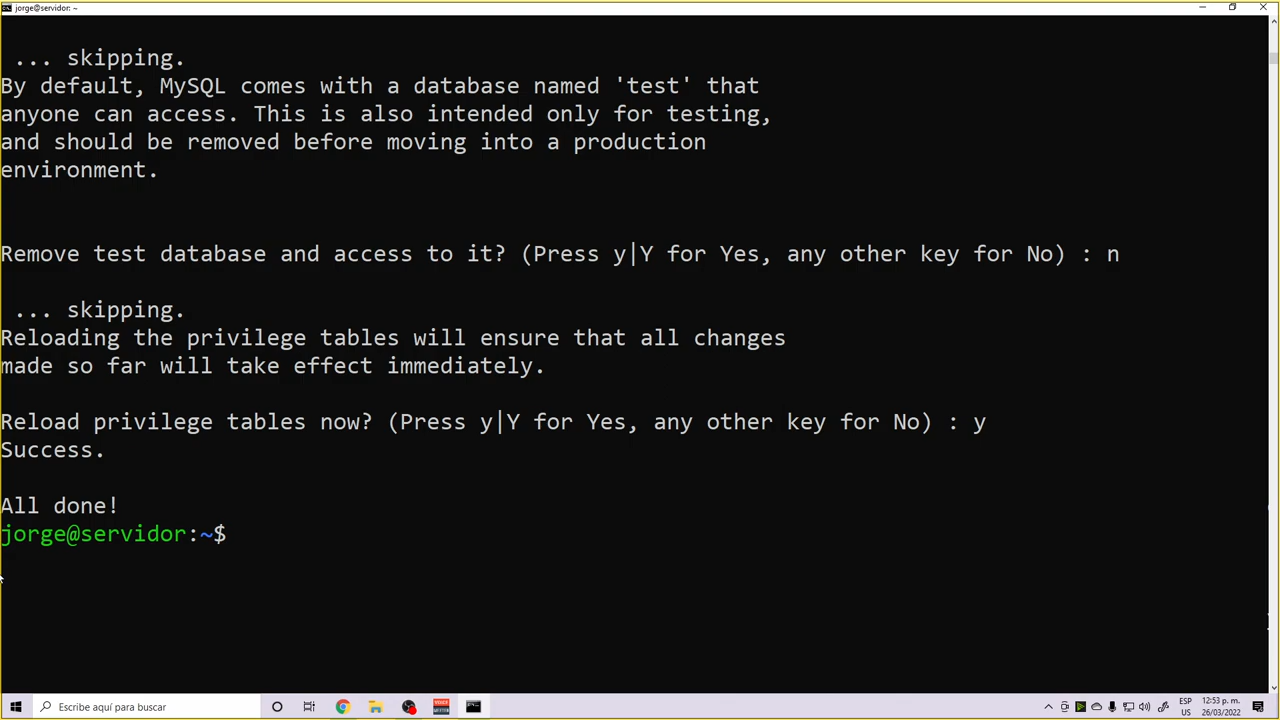 jorge@servidor: ~
... skipping.
By default, MySQL comes with a database named 'test' that
anyone can access. This is also intended only for testing,
and should be removed before moving into a production
environment.
Remove test database and access to it? (Press y|Y for Yes, any other key for No) : n
... skipping.
Reloading the privilege tables will ensure that all changes
made so far will take effect immediately.
Reload privilege tables now? (Press y|Y for Yes, any other key for No) : y
Success.
All done!
jorge@servidor:~$
Escribe aquí para buscar
ESP
US
12:53 p. m.
26/03/2022